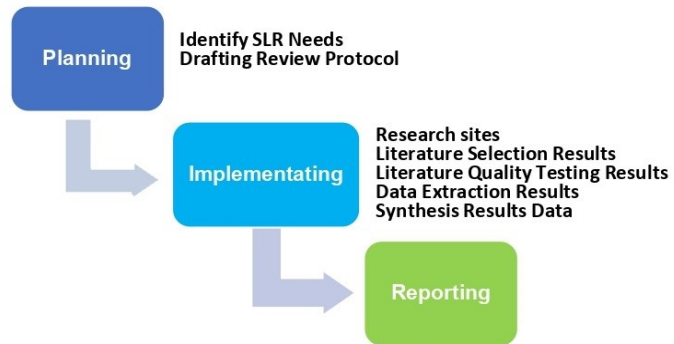 Planning
Identify SLR Needs
Drafting Review Protocol
Implementating
Research sites
Literature Selection Results
Literature Quality Testing Results
Data Extraction Results
Synthesis Results Data
Reporting